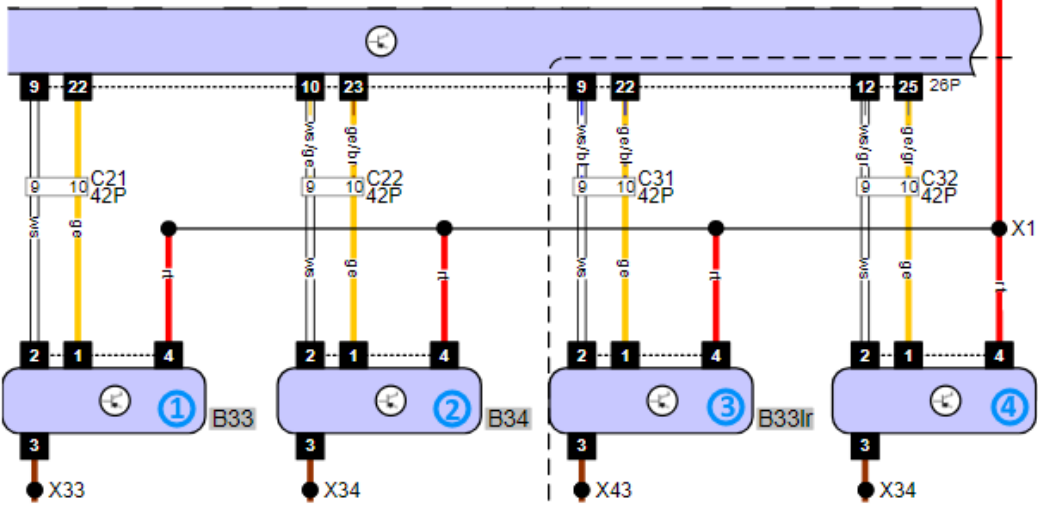 9 22 10 23 9 22 12 25 26P
ws/ge ge/br ws/bl ge/bl ws/gr ge/gr
9 10 C21 9 10 C22 9 10 C31 9 10 C32
42P 42P 42P 42P
ws ge X1
rt ws ge rt ws ge rt ws ge rt
2 1 4 2 1 4 2 1 4 2 1 4
1 B33 2 B34 3 B33lr 4
3 3 3 3
X33 X34 X43 X34